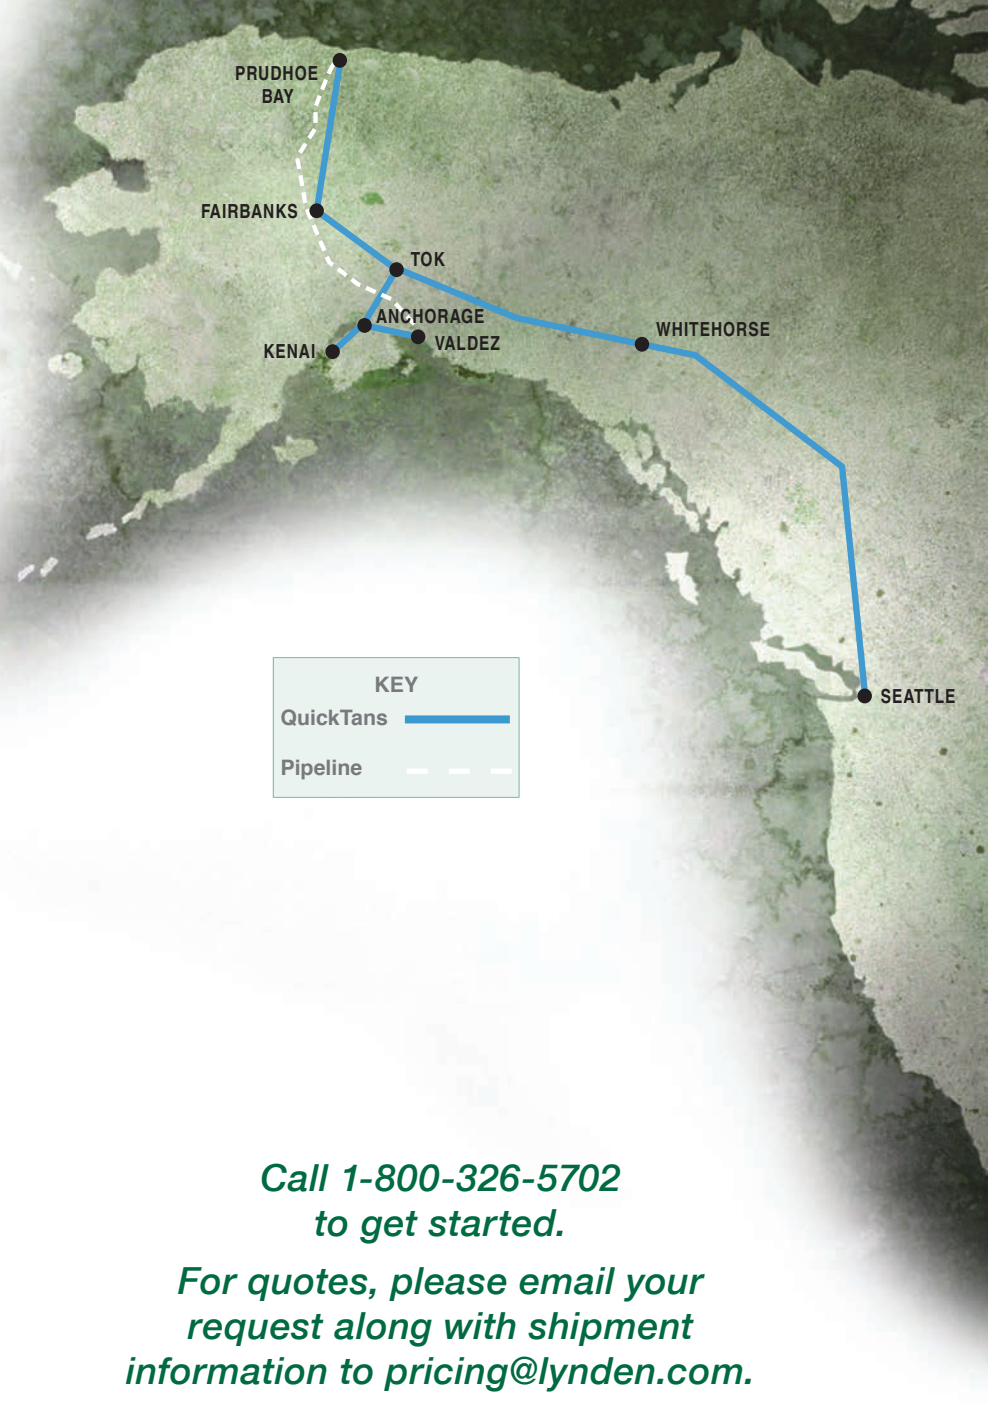 PRUDHOE
BAY
FAIRBANKS
TOK
ANCHORAGE
WHITEHORSE
VALDEZ
KENAI
KEY
QuickTans
Pipeline
SEATTLE
Call 1-800-326-5702
to get started.
For quotes, please email your
request along with shipment
information to pricing@lynden.com.